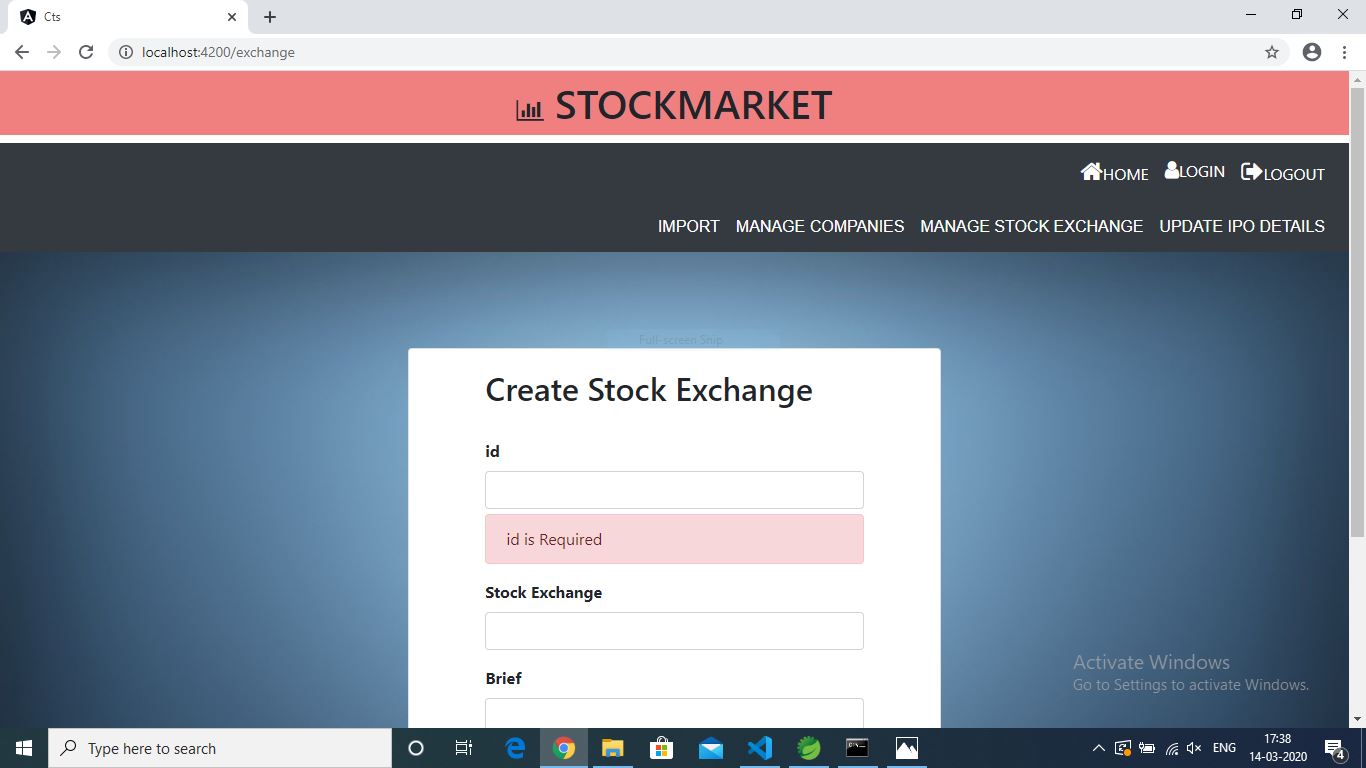 Cts
localhost:4200/exchange
STOCKMARKET
HOME LOGIN LOGOUT
IMPORT MANAGE COMPANIES MANAGE STOCK EXCHANGE UPDATE IPO DETAILS
Full-screen Snip
Create Stock Exchange
id
id is Required
Stock Exchange
Brief
Activate Windows
Go to Settings to activate Windows.
Type here to search
ENG
17:38
14-03-2020
4